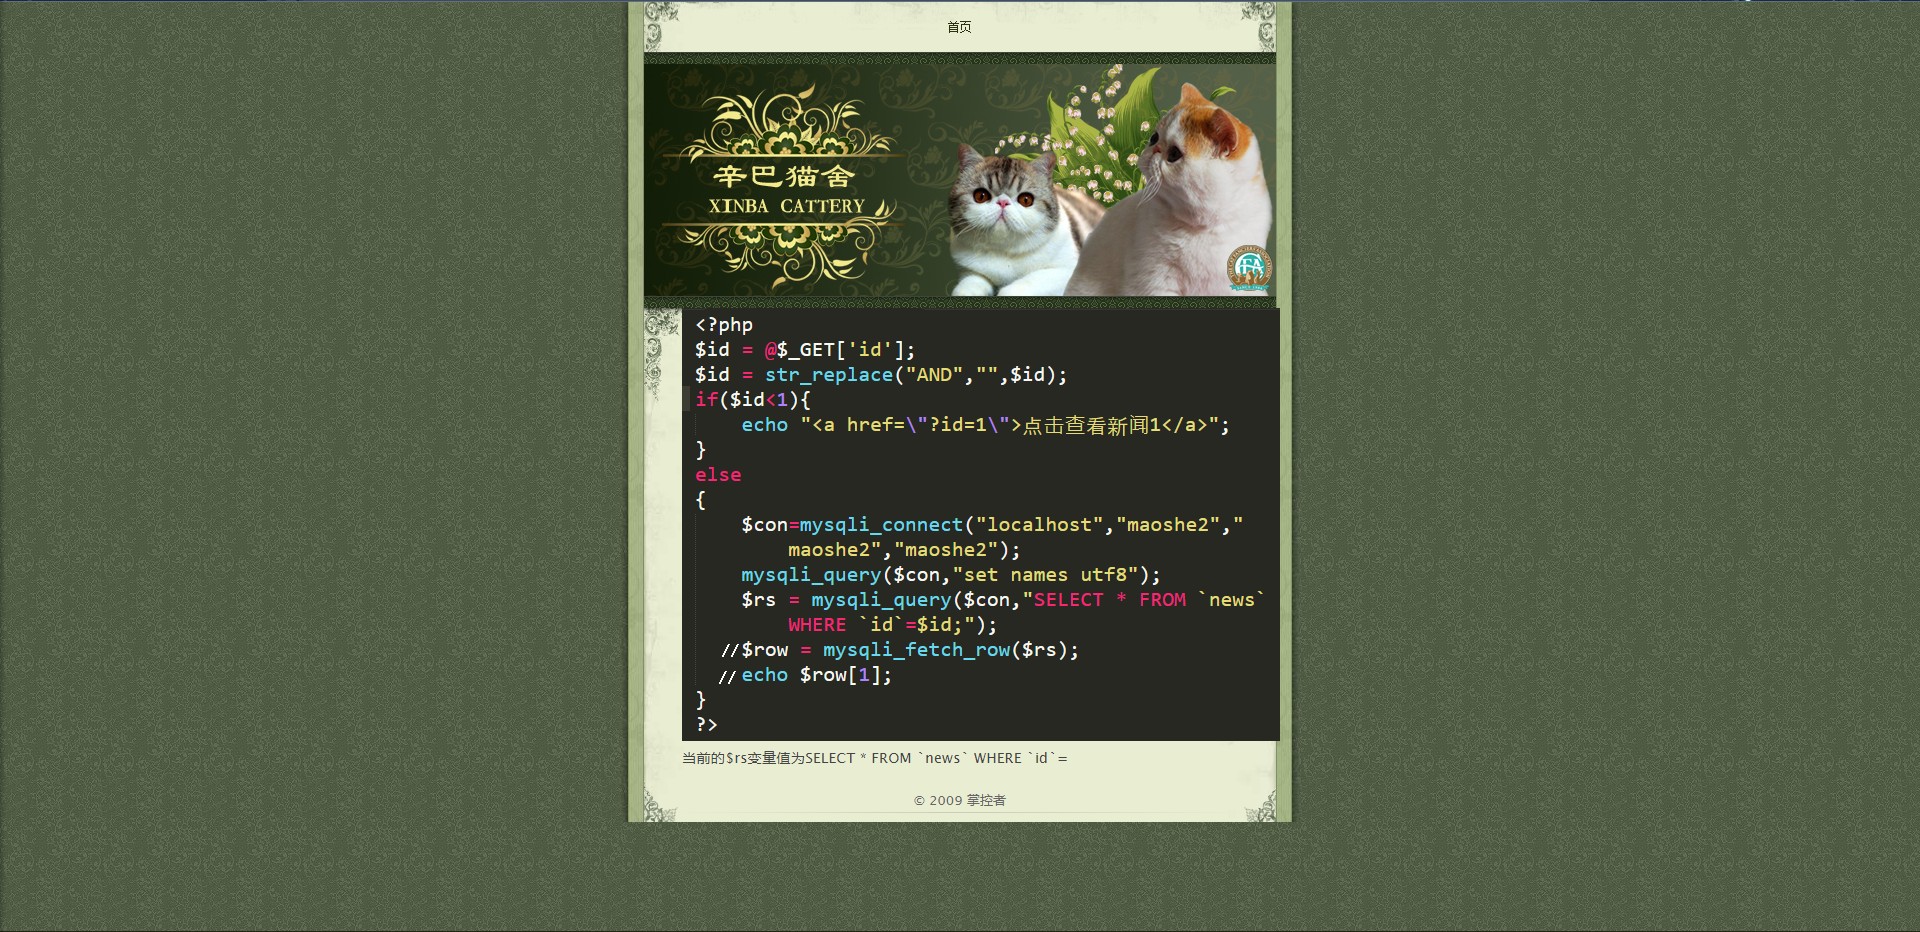 首页
辛巴猫舍
XINBA CATTERY
<?php
$id = @$_GET['id'];
$id = str_replace("AND","",$id);
if($id<1){
    echo "<a href=\"?id=1\">点击查看新闻1</a>";
}
else
{
    $con=mysqli_connect("localhost","maoshe2","
        maoshe2","maoshe2");
    mysqli_query($con,"set names utf8");
    $rs = mysqli_query($con,"SELECT * FROM `news`
        WHERE `id`=$id;");
  //$row = mysqli_fetch_row($rs);
  //echo $row[1];
}
?>
当前的$rs变量值为SELECT * FROM `news` WHERE `id`=
© 2009 掌控者